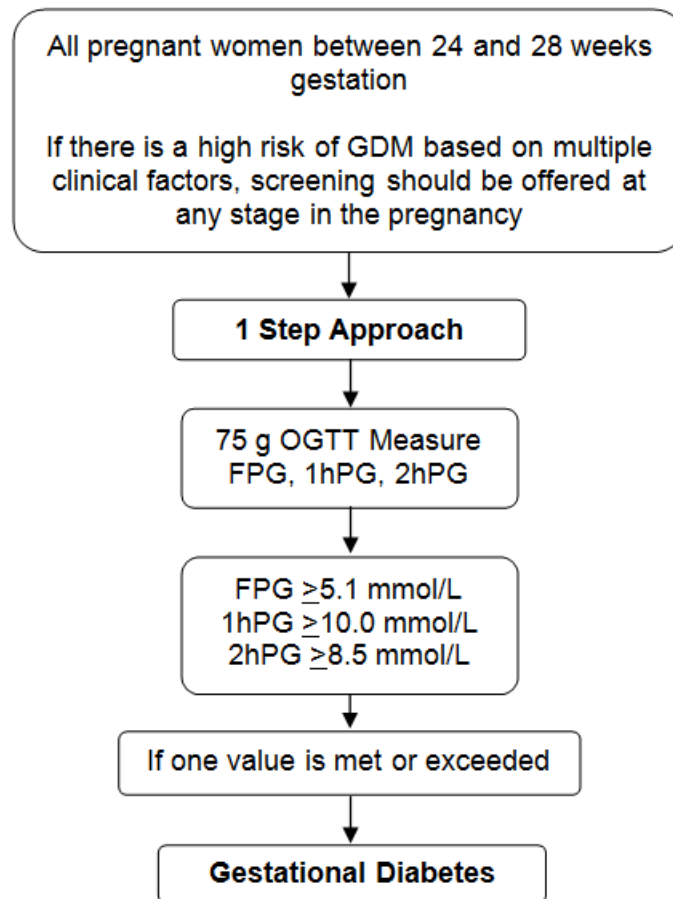 All pregnant women between 24 and 28 weeks
gestation
If there is a high risk of GDM based on multiple
clinical factors, screening should be offered at
any stage in the pregnancy
1 Step Approach
75 g OGTT Measure
FPG, 1hPG, 2hPG
FPG ≥5.1 mmol/L
1hPG ≥10.0 mmol/L
2hPG ≥8.5 mmol/L
If one value is met or exceeded
Gestational Diabetes